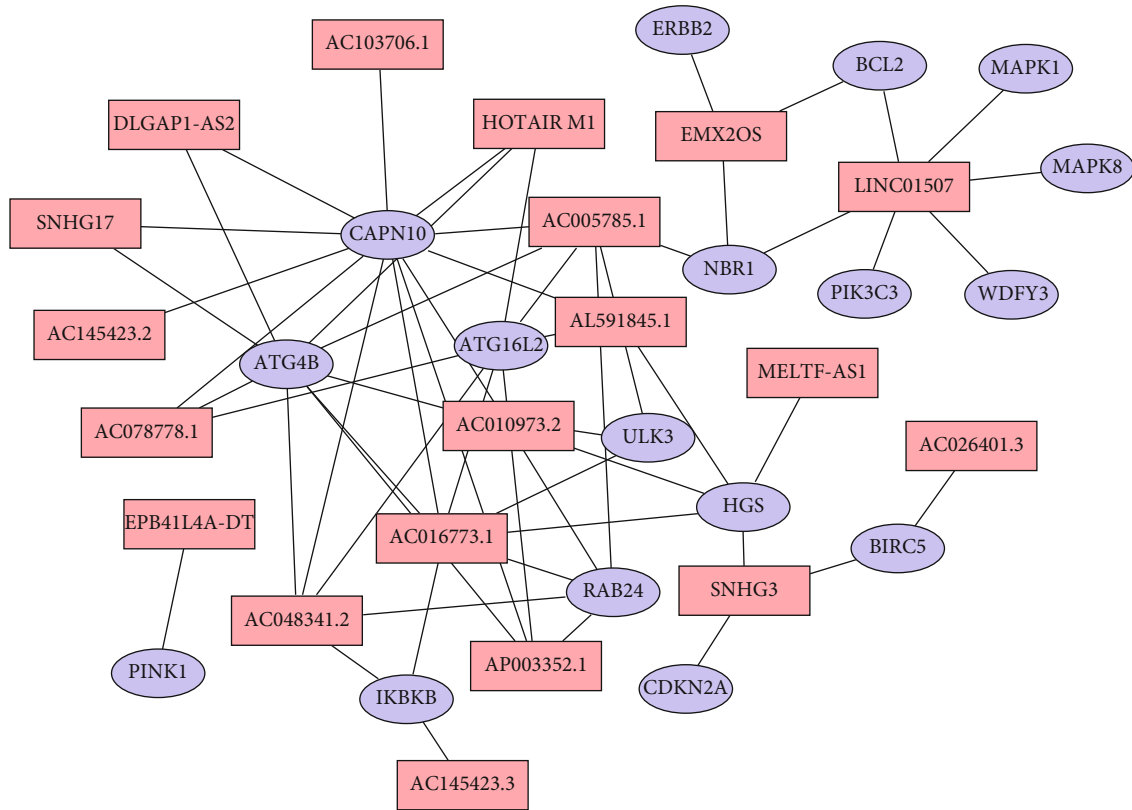 ERBB2
AC103706.1
BCL2
MAPK1
DLGAP1-AS2
HOTAIR M1
EMX2OS
MAPK8
LINC01507
SNHG17
CAPN10
AC005785.1
NBR1
PIK3C3
WDFY3
AC145423.2
AL591845.1
ATG16L2
ATG4B
MELTF-AS1
AC078778.1
AC010973.2
ULK3
AC026401.3
EPB41L4A-DT
HGS
AC016773.1
BIRC5
SNHG3
RAB24
AC048341.2
AP003352.1
PINK1
IKBKB
CDKN2A
AC145423.3